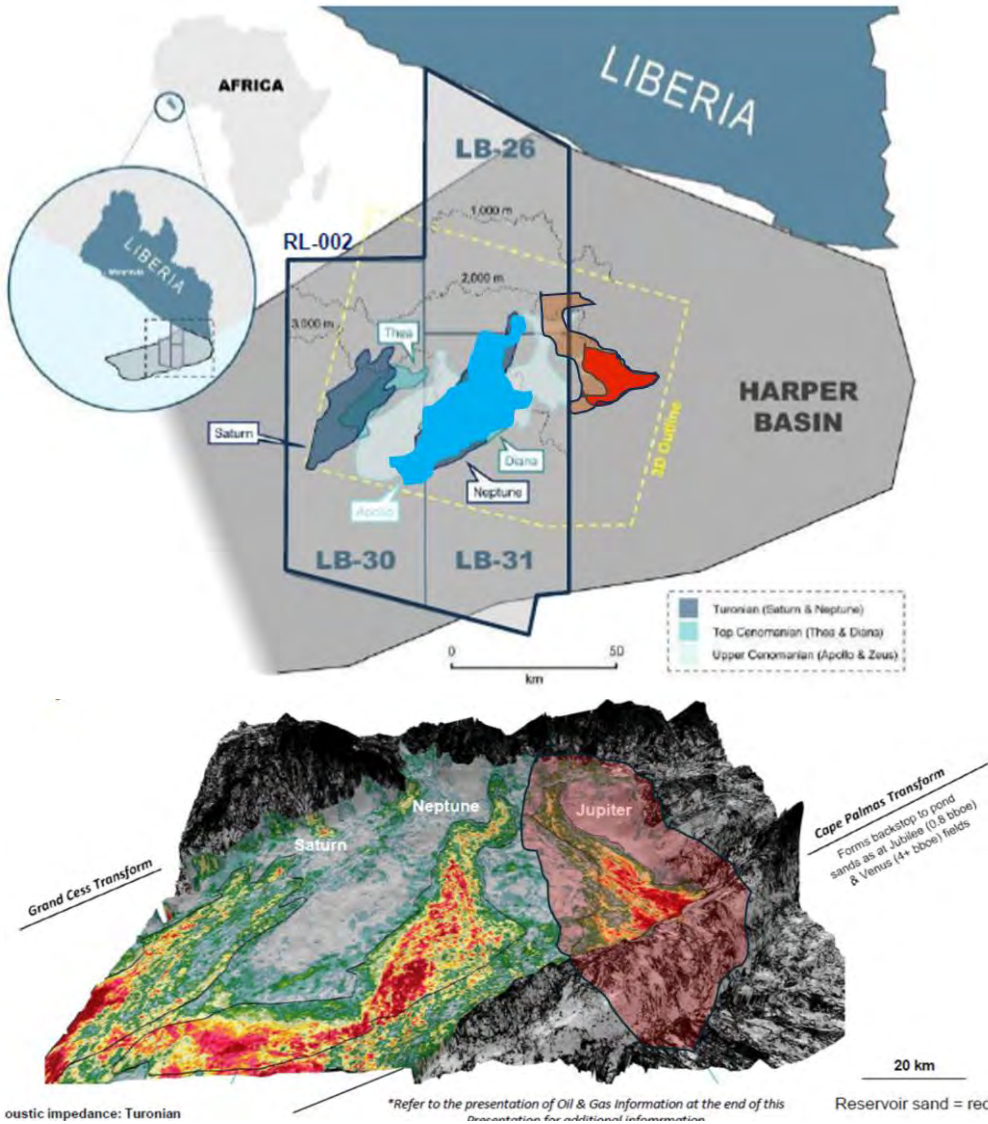 AFRICA
LIBERIA
LB-26
1,000 m
RL-002
LIBERIA
2,000 m
3,000 m
Thea
HARPER
BASIN
Saturn
Diana
3D Outline
Neptune
Apollo
LB-30
LB-31
Turonian (Saturn & Neptune)
Top Cenomanian (Thea & Diana)
Upper Cenomanian (Apollo & Zeus)
0
50
km
Neptune
Jupiter
Saturn
Cape Palmas Transform
Forms backstop to pond
sands as at Jubilee (0.8 bboe)
& Venus (4+ bboe) fields
Grand Cess Transform
20 km
oustic impedance: Turonian
*Refer to the presentation of Oil & Gas Information at the end of this
Presentation for additional infomrmation
Reservoir sand = red